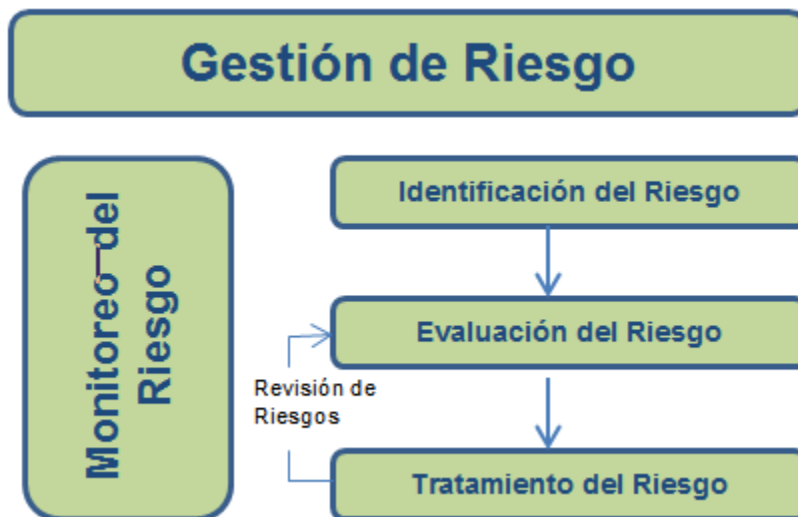 Gestión de Riesgo
Monitoreo del
Riesgo
Identificación del Riesgo
Evaluación del Riesgo
Revisión de
Riesgos
Tratamiento del Riesgo